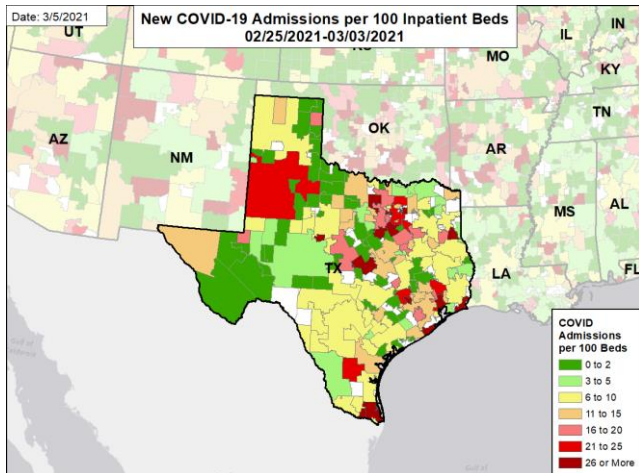 Date: 3/5/2021
New COVID-19 Admissions per 100 Inpatient Beds
02/25/2021-03/03/2021
UT
IL
IN
MO
KY
AZ
NM
OK
TN
AR
MS
AL
TX
LA
FL
Gulf of
COVID
Admissions
per 100 Beds
0 to 2
3 to 5
6 to 10
11 to 15
16 to 20
21 to 25
26 or More